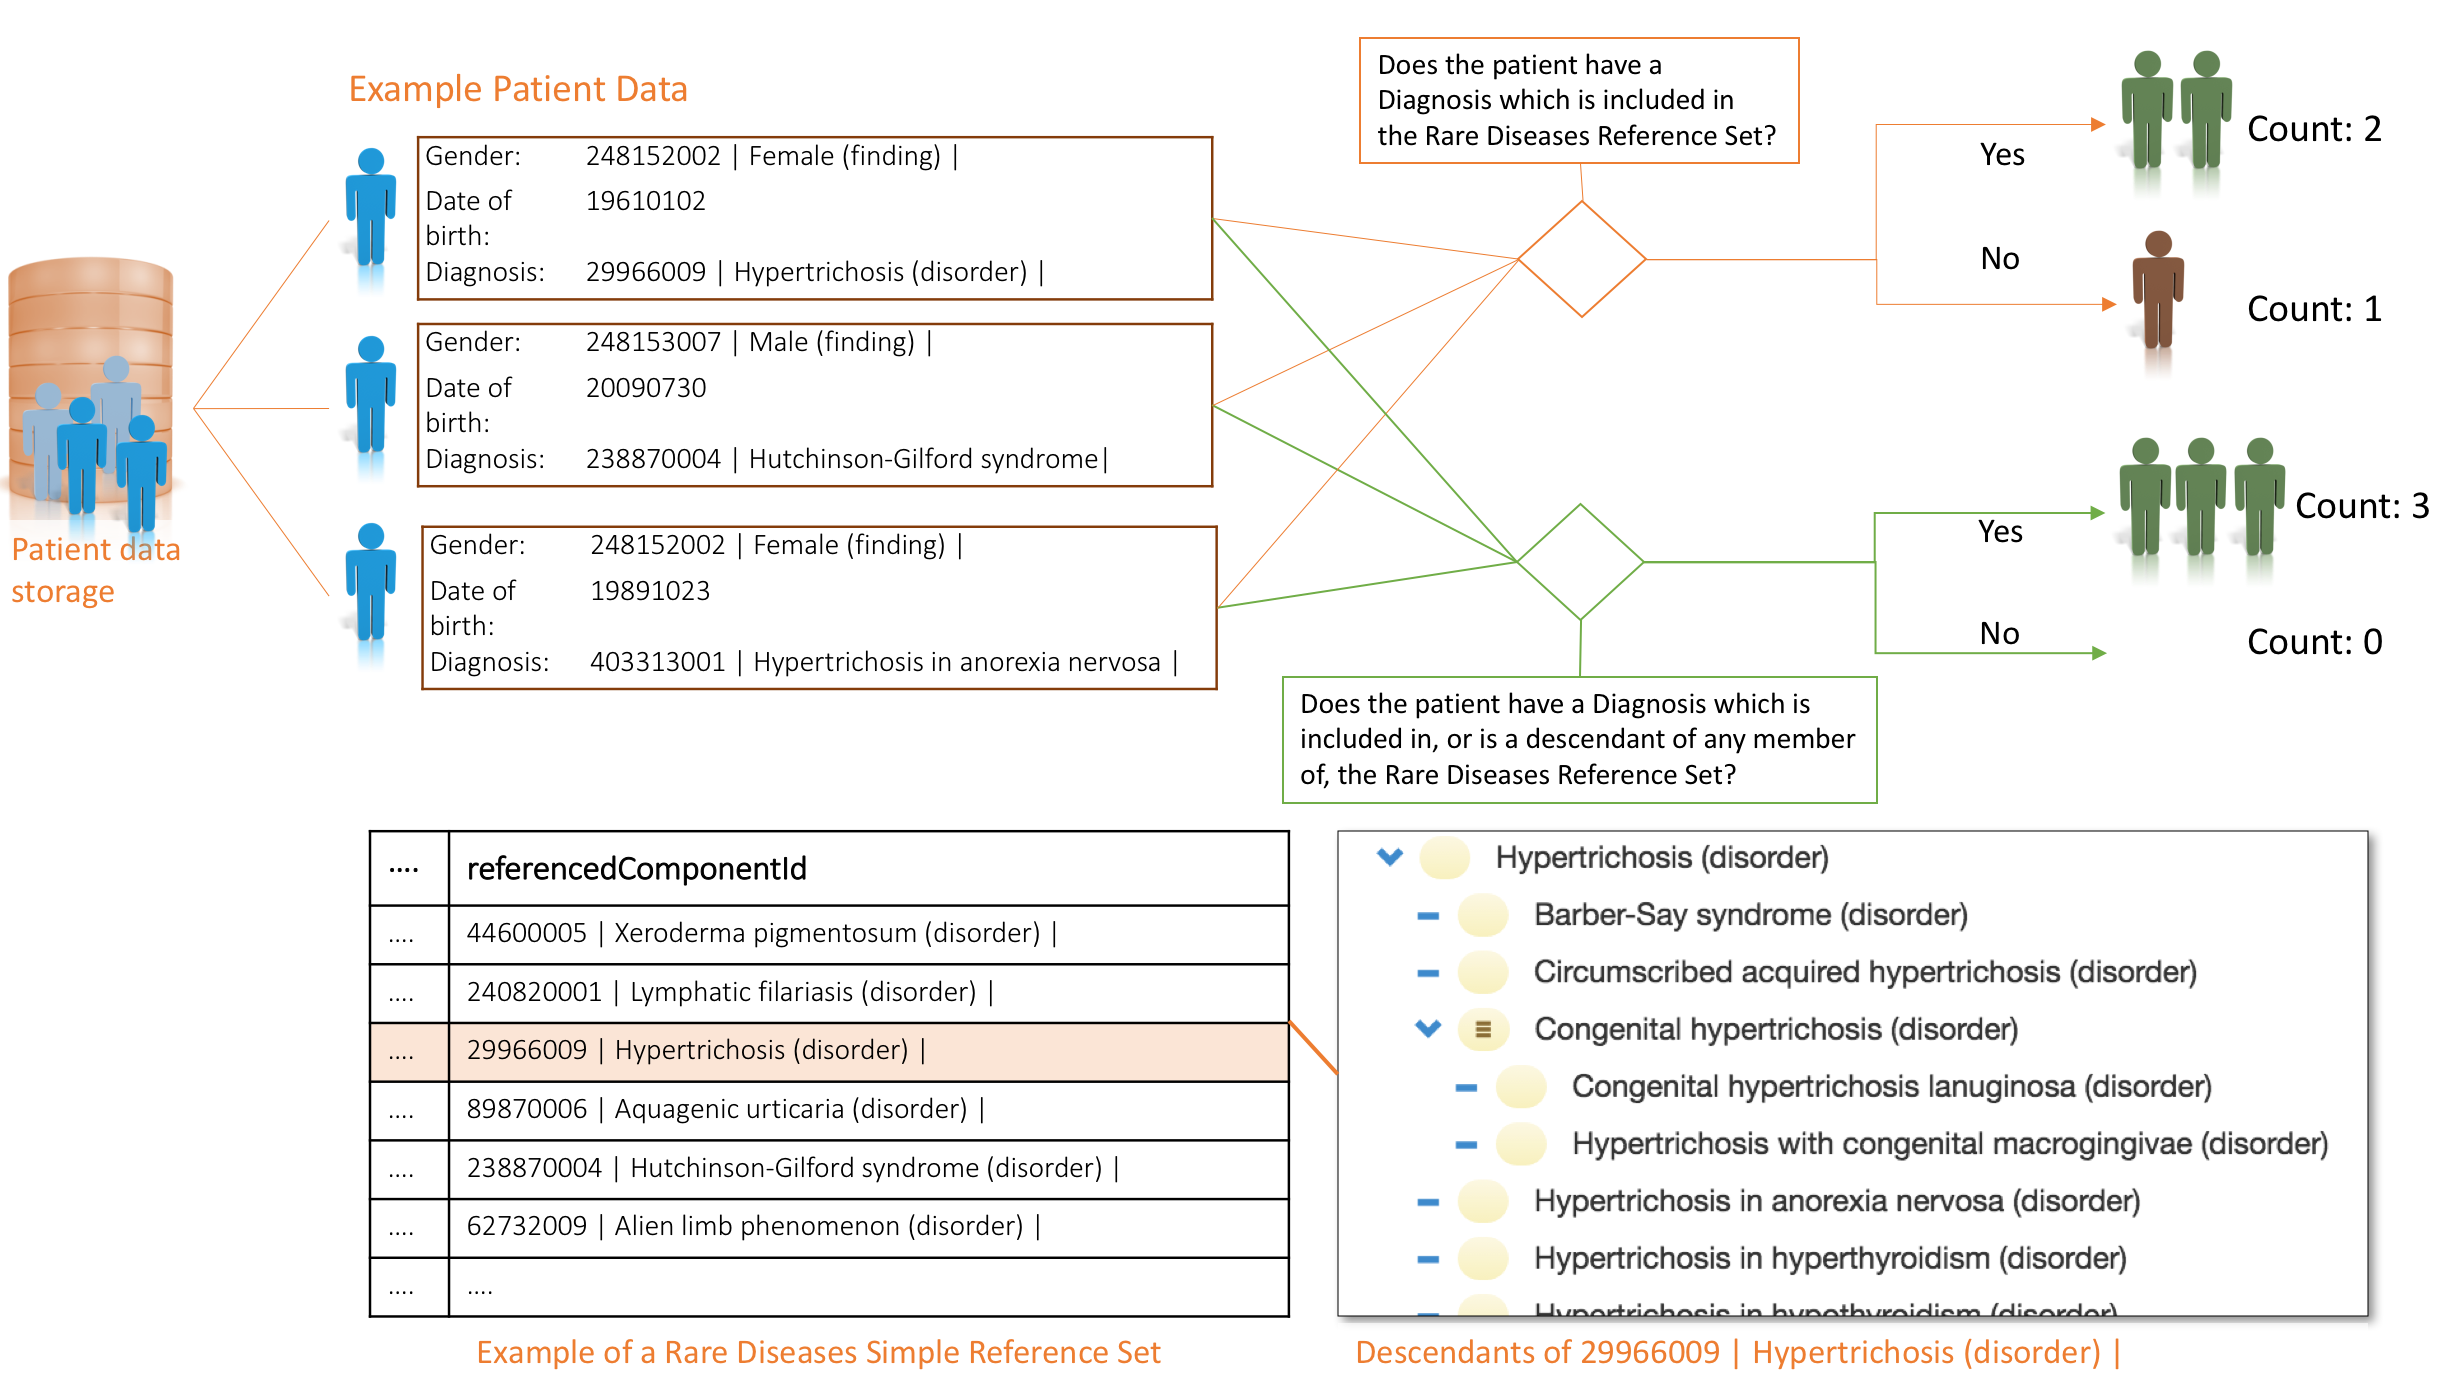 Example Patient Data
Gender: 248152002 | Female (finding) |
Date of 19610102
birth:
Diagnosis: 29966009 | Hypertrichosis (disorder) |
Gender: 248153007 | Male (finding) |
Date of 20090730
birth:
Diagnosis: 238870004 | Hutchinson-Gilford syndrome|
Gender: 248152002 | Female (finding) |
Date of 19891023
birth:
Diagnosis: 403313001 | Hypertrichosis in anorexia nervosa |
Patient data
storage
Does the patient have a
Diagnosis which is included in
the Rare Diseases Reference Set?
Yes
Count: 2
No
Count: 1
Yes
Count: 3
No
Count: 0
Does the patient have a Diagnosis which is
included in, or is a descendant of any member
of, the Rare Diseases Reference Set?
.... referencedComponentId
.... 44600005 | Xeroderma pigmentosum (disorder) |
.... 240820001 | Lymphatic filariasis (disorder) |
.... 29966009 | Hypertrichosis (disorder) |
.... 89870006 | Aquagenic urticaria (disorder) |
.... 238870004 | Hutchinson-Gilford syndrome (disorder) |
.... 62732009 | Alien limb phenomenon (disorder) |
.... ....
Example of a Rare Diseases Simple Reference Set
Hypertrichosis (disorder)
Barber-Say syndrome (disorder)
Circumscribed acquired hypertrichosis (disorder)
Congenital hypertrichosis (disorder)
Congenital hypertrichosis lanuginosa (disorder)
Hypertrichosis with congenital macrogingivae (disorder)
Hypertrichosis in anorexia nervosa (disorder)
Hypertrichosis in hyperthyroidism (disorder)
Hypertrichosis in hypothyroidism (disorder)
Descendants of 29966009 | Hypertrichosis (disorder) |